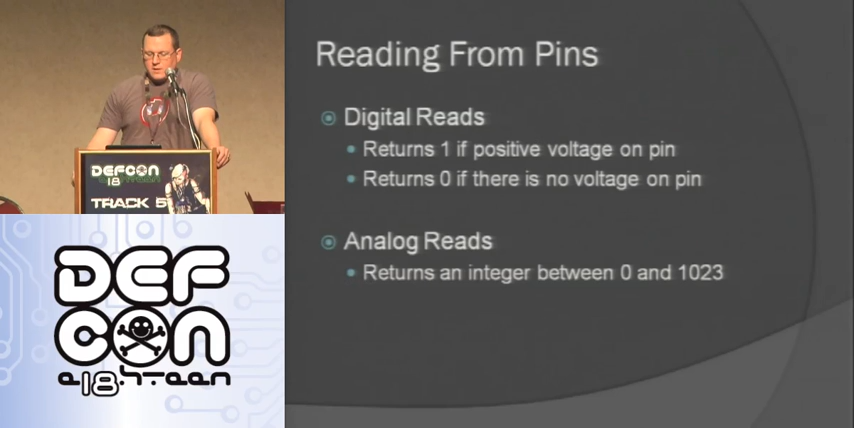 Reading From Pins
Digital Reads
Returns 1 if positive voltage on pin
Returns 0 if there is no voltage on pin
Analog Reads
Returns an integer between 0 and 1023
DEFCON
18
TRACK 5
DEF
CON
e18hteen